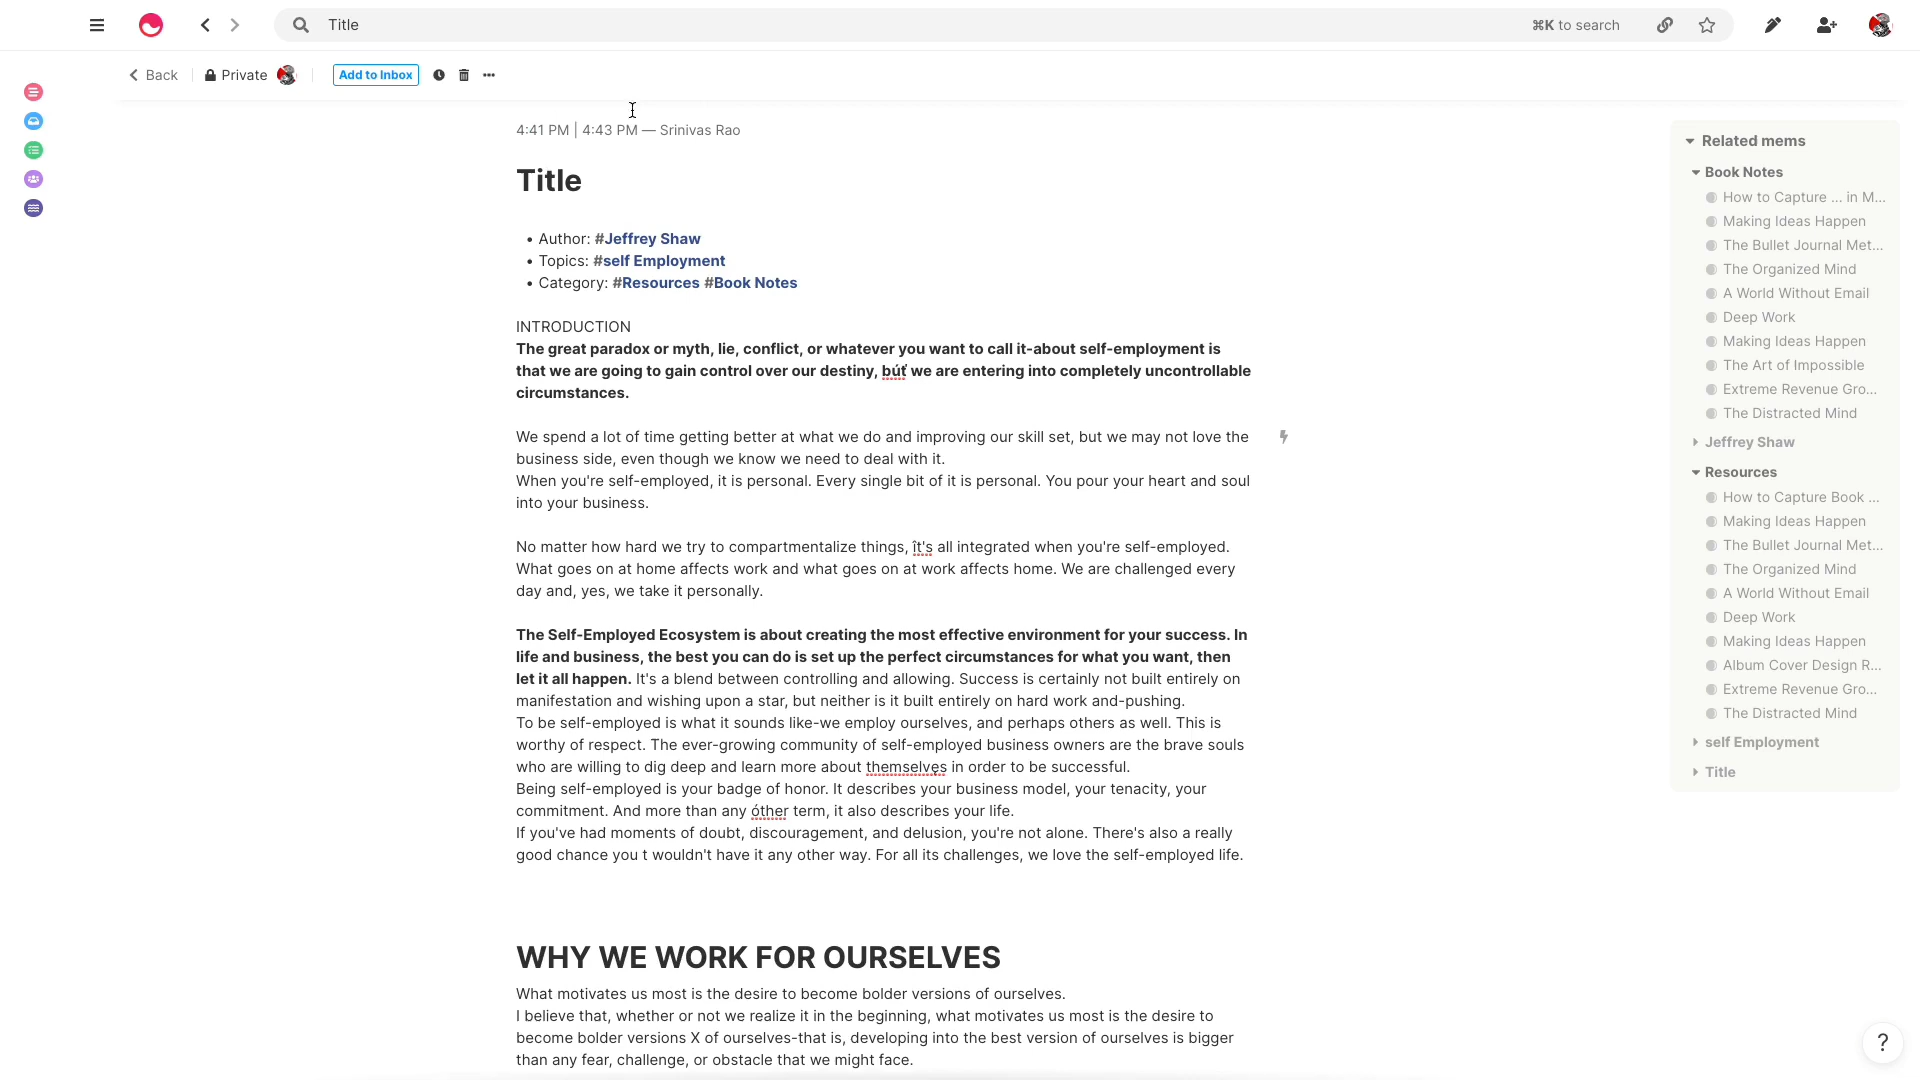 Title
⌘K to search
Back
Private
Add to Inbox
4:41 PM | 4:43 PM — Srinivas Rao
Title
• Author: #Jeffrey Shaw
• Topics: #self Employment
• Category: #Resources #Book Notes
INTRODUCTION
The great paradox or myth, lie, conflict, or whatever you want to call it-about self-employment is
that we are going to gain control over our destiny, búť we are entering into completely uncontrollable
circumstances.
We spend a lot of time getting better at what we do and improving our skill set, but we may not love the
business side, even though we know we need to deal with it.
When you're self-employed, it is personal. Every single bit of it is personal. You pour your heart and soul
into your business.
No matter how hard we try to compartmentalize things, ît's all integrated when you're self-employed.
What goes on at home affects work and what goes on at work affects home. We are challenged every
day and, yes, we take it personally.
The Self-Employed Ecosystem is about creating the most effective environment for your success. In
life and business, the best you can do is set up the perfect circumstances for what you want, then
let it all happen. It's a blend between controlling and allowing. Success is certainly not built entirely on
manifestation and wishing upon a star, but neither is it built entirely on hard work and-pushing.
To be self-employed is what it sounds like-we employ ourselves, and perhaps others as well. This is
worthy of respect. The ever-growing community of self-employed business owners are the brave souls
who are willing to dig deep and learn more about themselvęs in order to be successful.
Being self-employed is your badge of honor. It describes your business model, your tenacity, your
commitment. And more than any óther term, it also describes your life.
If you've had moments of doubt, discouragement, and delusion, you're not alone. There's also a really
good chance you t wouldn't have it any other way. For all its challenges, we love the self-employed life.
WHY WE WORK FOR OURSELVES
What motivates us most is the desire to become bolder versions of ourselves.
I believe that, whether or not we realize it in the beginning, what motivates us most is the desire to
become bolder versions X of ourselves-that is, developing into the best version of ourselves is bigger
than any fear, challenge, or obstacle that we might face.
Related mems
Book Notes
How to Capture ... in M...
Making Ideas Happen
The Bullet Journal Met...
The Organized Mind
A World Without Email
Deep Work
Making Ideas Happen
The Art of Impossible
Extreme Revenue Gro...
The Distracted Mind
Jeffrey Shaw
Resources
How to Capture Book ...
Making Ideas Happen
The Bullet Journal Met...
The Organized Mind
A World Without Email
Deep Work
Making Ideas Happen
Album Cover Design R...
Extreme Revenue Gro...
The Distracted Mind
self Employment
Title
?